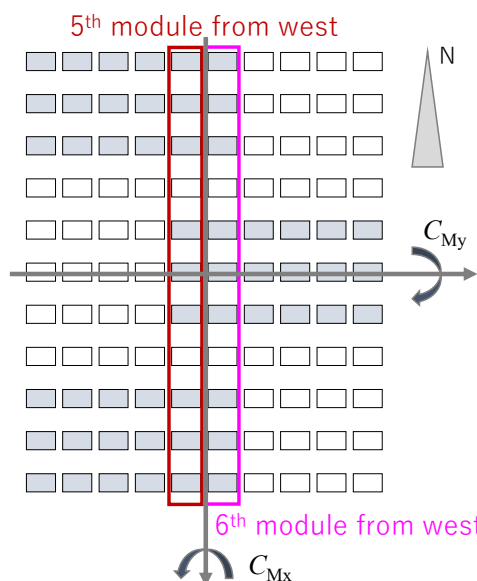 5th module from west
N
CMy
6th module from west
CMx